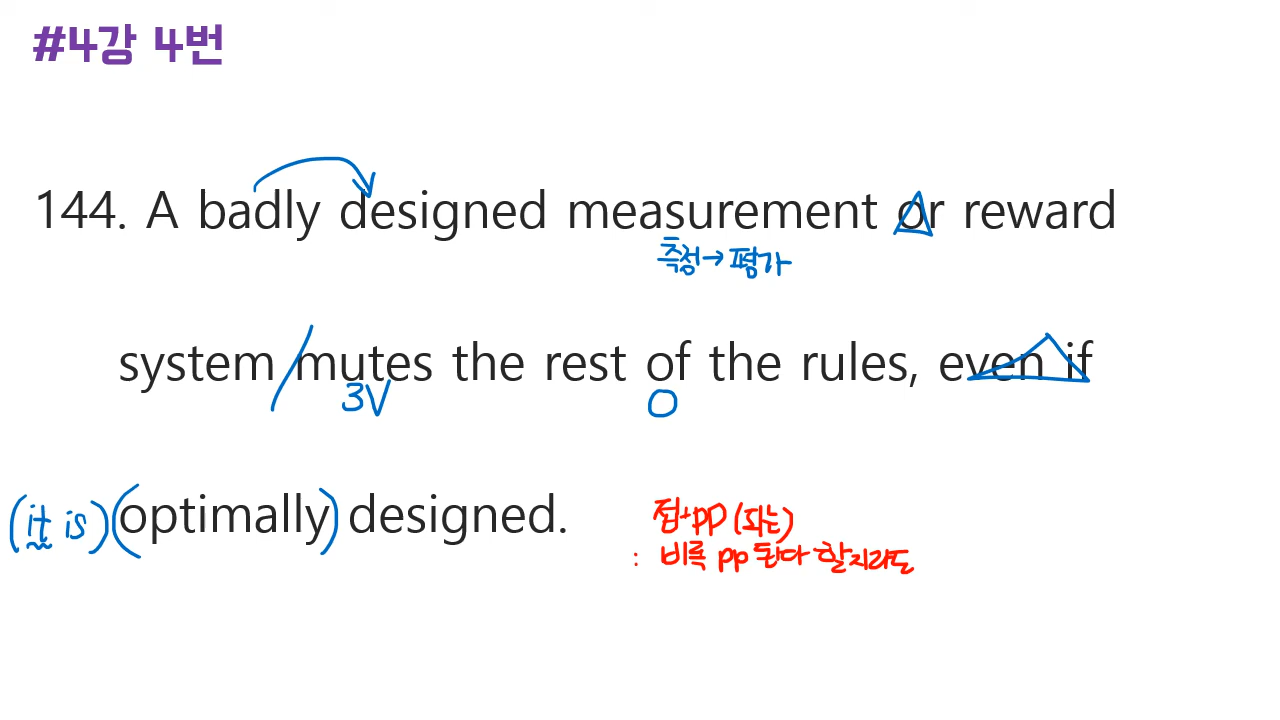 #4강 4번
144. A badly designed measurement or reward
측정→평가
system mutes the rest of the rules, even if
3V O
(it is) (optimally) designed.
접+pp (되는)
: 비록 pp 된다 할지라도